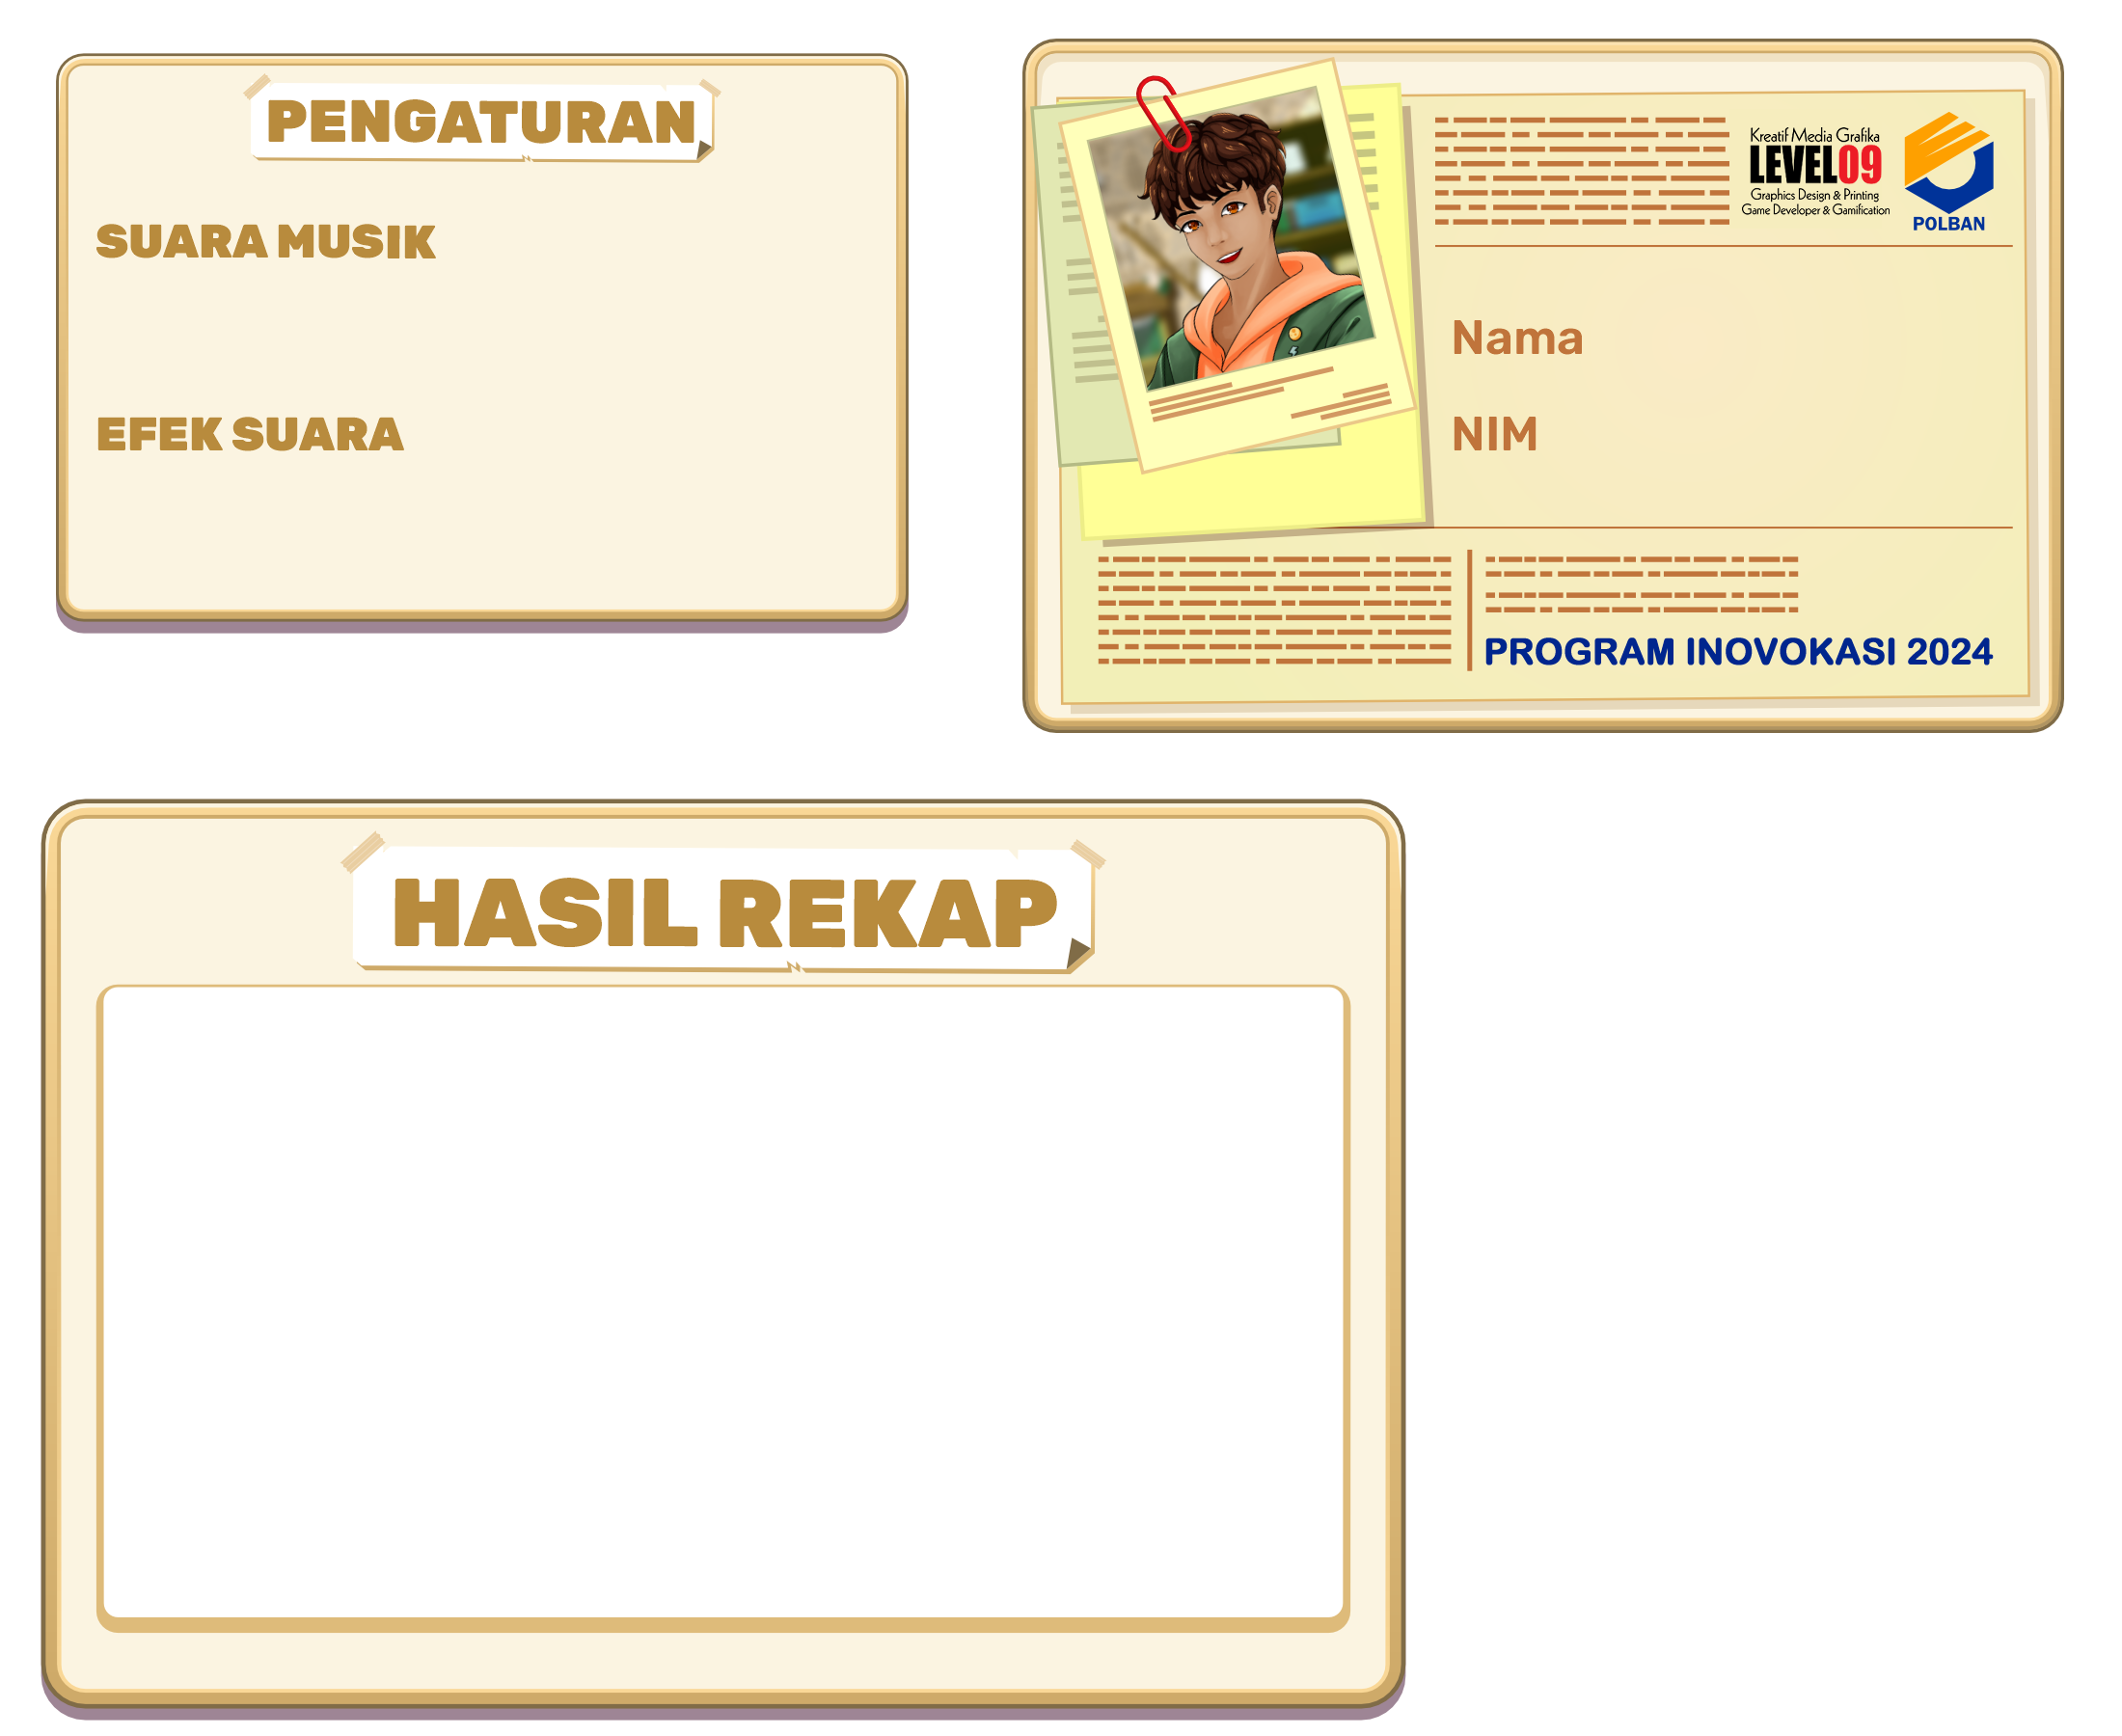 PENGATURAN
SUARA MUSIK
EFEK SUARA
Kreatif Media Grafika
LEVEL09
Graphics Design & Printing
Game Developer & Gamification
POLBAN
Nama
NIM
PROGRAM INOVOKASI 2024
HASIL REKAP